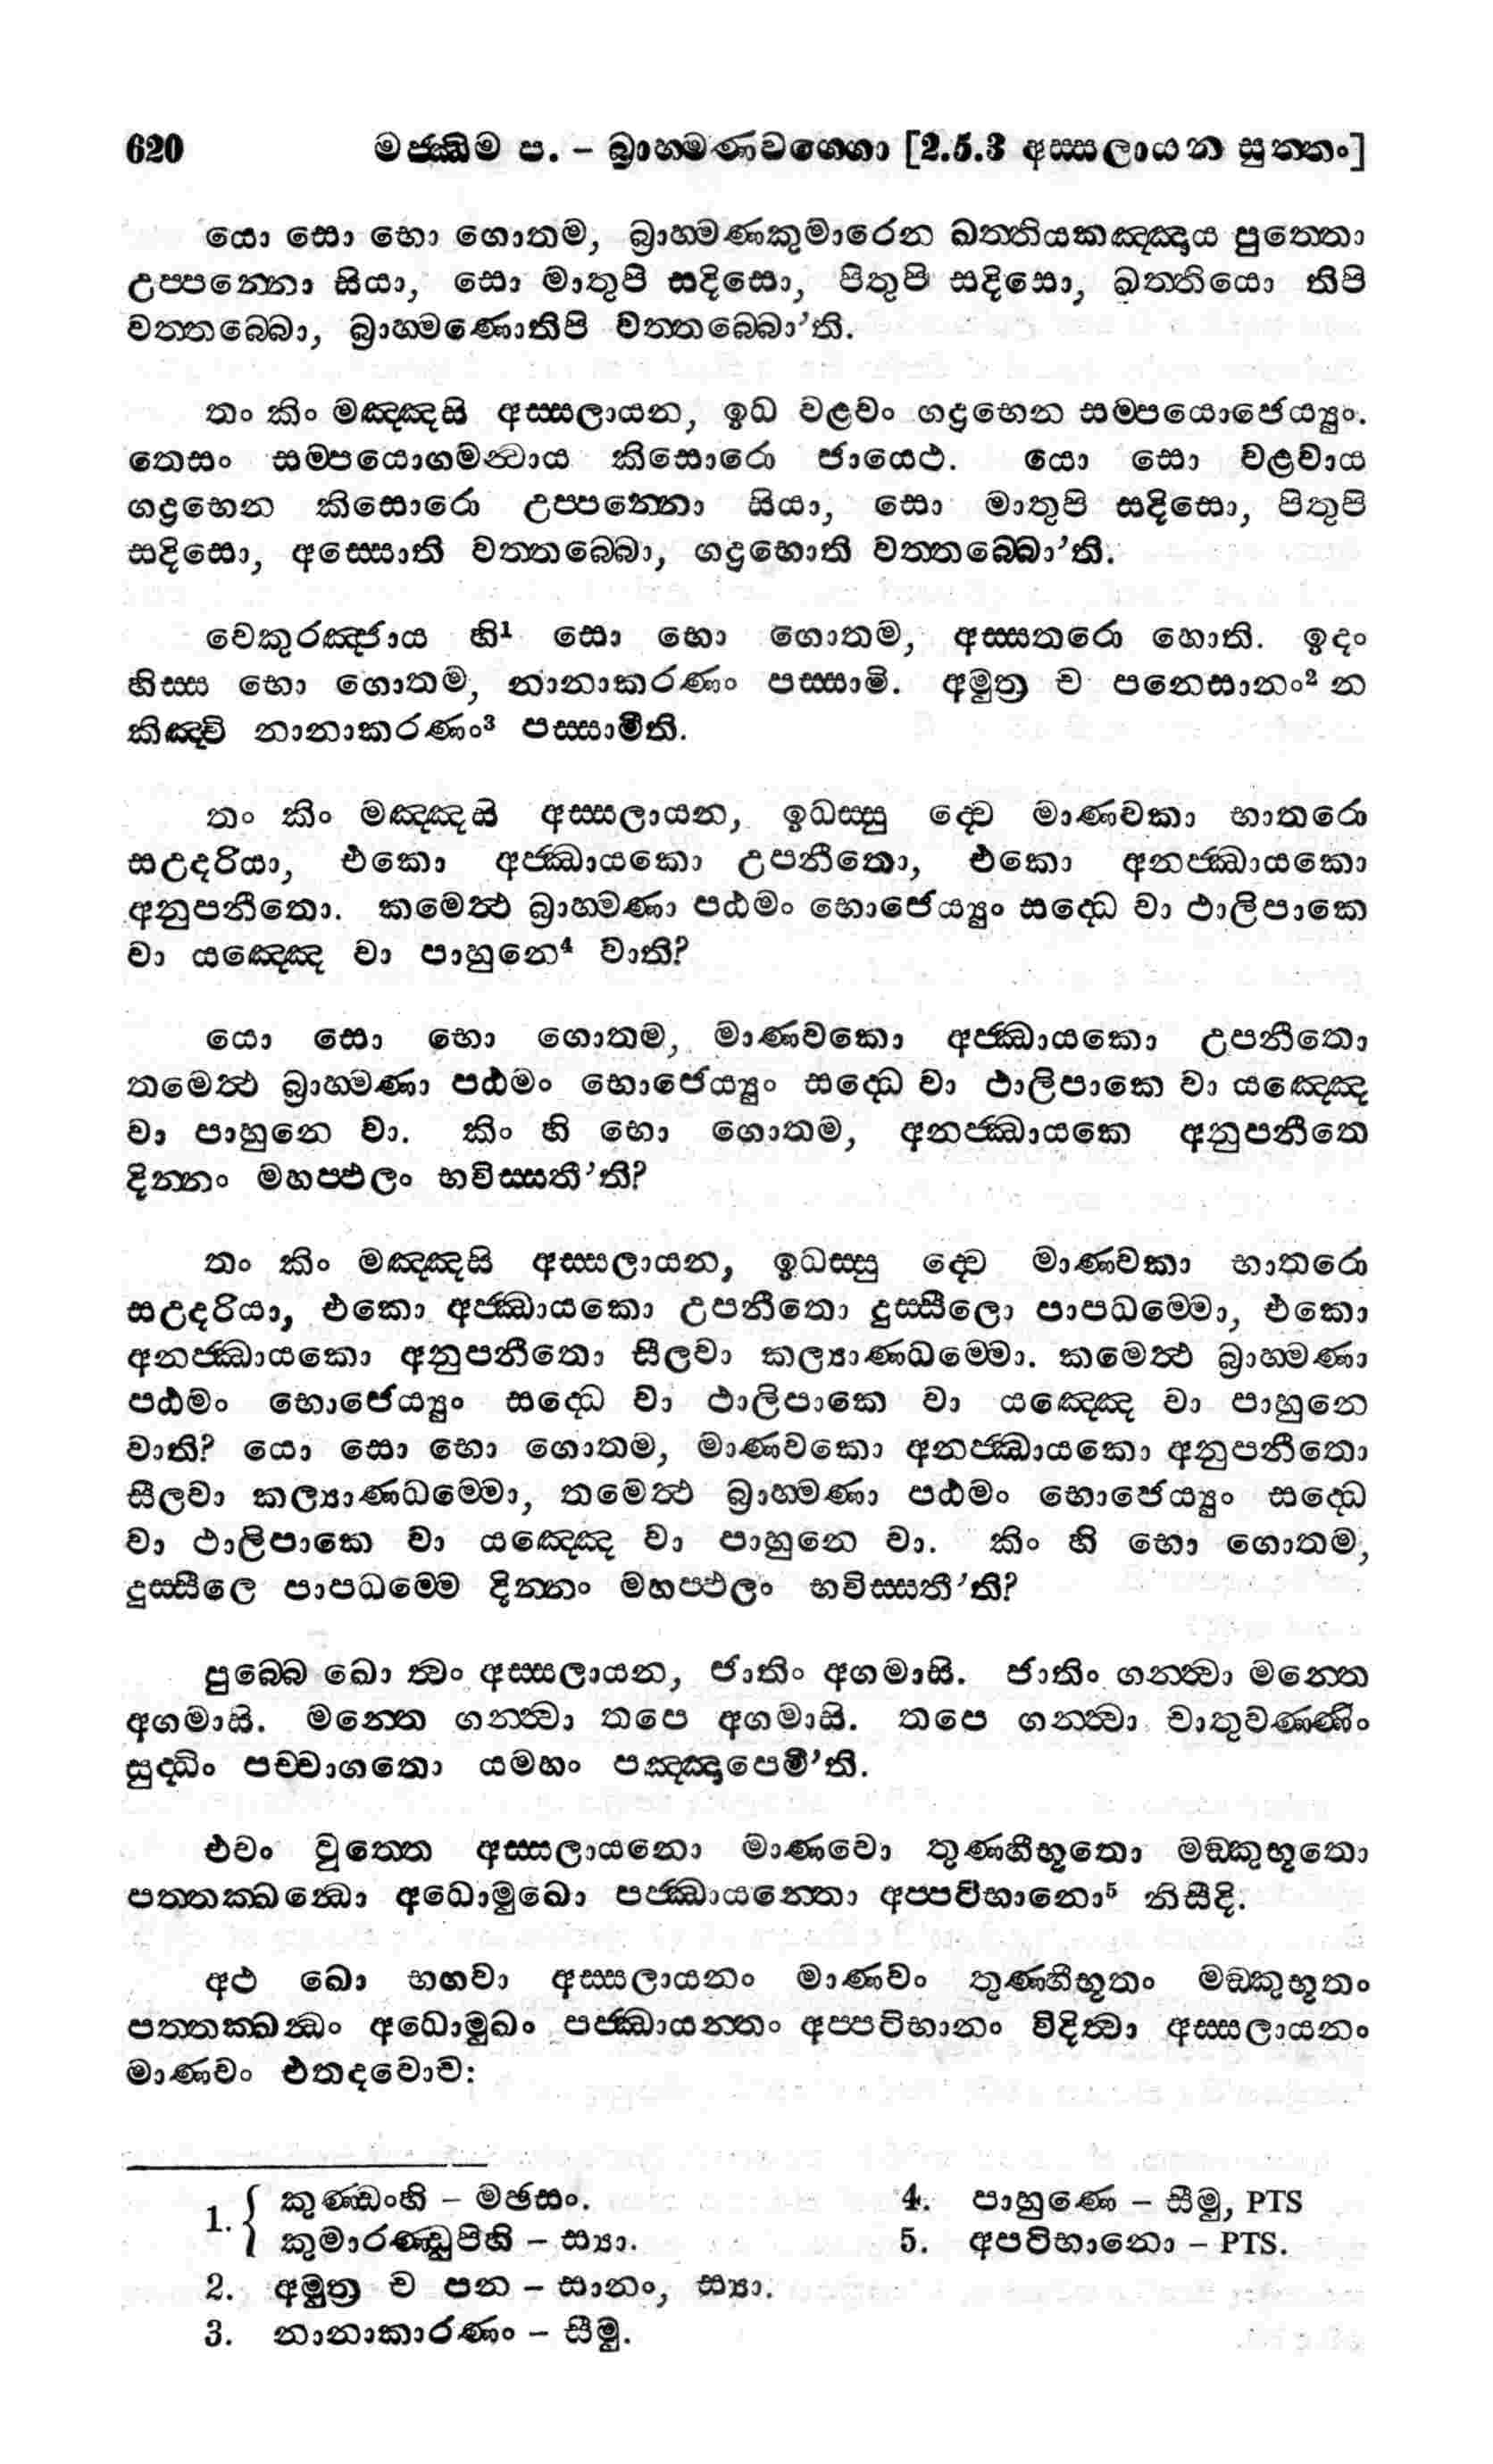 620 මජ්ඣිම ප. - බ්‍රාහ්මණවග්ගො [2.5.3 අස්සලායන සුත්තං]
යො සො භො ගොතම, බ්‍රාහ්මණකුමාරෙන ඛත්තියකඤ්ඤාය පුත්තො
උප්පන්නො සියා, සො මාතුපි සදිසො, පිතුපි සදිසො, ඛත්තියො තිපි
වත්තබ්බො, බ්‍රාහ්මණොතිපි වත්තබ්බො’ති.
තං කිං මඤ්ඤසි අස්සලායන, ඉධ වළවං ගද්‍රභෙන සම්පයොජෙය්‍යුං.
තෙසං සම්පයොගමන්වාය කිසොරො ජායෙථ. යො සො වළවාය
ගද්‍රභෙන කිසොරො උප්පන්නො සියා, සො මාතුපි සදිසො, පිතුපි
සදිසො, අස්සොති වත්තබ්බො, ගද්‍රභොති වත්තබ්බො’ති.
වෙකුරඤ්ජාය හි¹ සො භො ගොතම, අස්සතරො හොති. ඉදං
හිස්ස භො ගොතම, නානාකරණං පස්සාමි. අමුත්‍ර ච පනෙසානං² න
කිඤ්චි නානාකරණං³ පස්සාමීති.
තං කිං මඤ්ඤසි අස්සලායන, ඉධස්සු ද්වෙ මාණවකා භාතරො
සඋදරියා, එකො අජ්ඣායකො උපනීතො, එකො අනජ්ඣායකො
අනුපනීතො. කමෙත්ථ බ්‍රාහ්මණා පඨමං භොජෙය්‍යුං සද්ධෙ වා ථාලිපාකෙ
වා යඤ්ඤෙ වා පාහුනෙ⁴ වාති?
යො සො භො ගොතම, මාණවකො අජ්ඣායකො උපනීතො
තමෙත්ථ බ්‍රාහ්මණා පඨමං භොජෙය්‍යුං සද්ධෙ වා ථාලිපාකෙ වා යඤ්ඤෙ
වා පාහුනෙ වා. කිං හි භො ගොතම, අනජ්ඣායකෙ අනුපනීතෙ
දින්නං මහප්ඵලං භවිස්සතී’ති?
තං කිං මඤ්ඤසි අස්සලායන, ඉධස්සු ද්වෙ මාණවකා භාතරො
සඋදරියා, එකො අජ්ඣායකො උපනීතො දුස්සීලො පාපධම්මො, එකො
අනජ්ඣායකො අනුපනීතො සීලවා කල්‍යාණධම්මො. කමෙත්ථ බ්‍රාහ්මණා
පඨමං භොජෙය්‍යුං සද්ධෙ වා ථාලිපාකෙ වා යඤ්ඤෙ වා පාහුනෙ
වාති? යො සො භො ගොතම, මාණවකො අනජ්ඣායකො අනුපනීතො
සීලවා කල්‍යාණධම්මො, තමෙත්ථ බ්‍රාහ්මණා පඨමං භොජෙය්‍යුං සද්ධෙ
වා ථාලිපාකෙ වා යඤ්ඤෙ වා පාහුනෙ වා. කිං හි භො ගොතම,
දුස්සීලෙ පාපධම්මෙ දින්නං මහප්ඵලං භවිස්සතී’ති?
පුබ්බෙ ඛො ත්වං අස්සලායන, ජාතිං අගමාසි. ජාතිං ගන්ත්වා මන්තෙ
අගමාසි. මන්තෙ ගන්ත්වා තපෙ අගමාසි. තපෙ ගන්ත්වා චාතුවණ්ණිං
සුද්ධිං පච්චාගතො යමහං පඤ්ඤාපෙමී’ති.
එවං වුත්තෙ අස්සලායනො මාණවො තුණ්හීභූතො මඞ්කුභූතො
පත්තක්ඛන්ධො අධොමුඛො පජ්ඣායන්තො අප්පටිභානො⁵ නිසීදි.
අථ ඛො භගවා අස්සලායනං මාණවං තුණ්හීභූතං මඞ්කුභූතං
පත්තක්ඛන්ධං අධොමුඛං පජ්ඣායන්තං අප්පටිභානං විදිත්වා අස්සලායනං
මාණවං එතදවොච:
1. { කුණ්ඩංහි - මඡසං.
කුමාරණ්ඩුපිහි - ස්‍යා.
2. අමුත්‍ර ච පන - සානං, ස්‍යා.
3. නානාකාරණං - සීමු.
4. පාහුණෙ - සීමු, PTS
5. අපටිභානො - PTS.